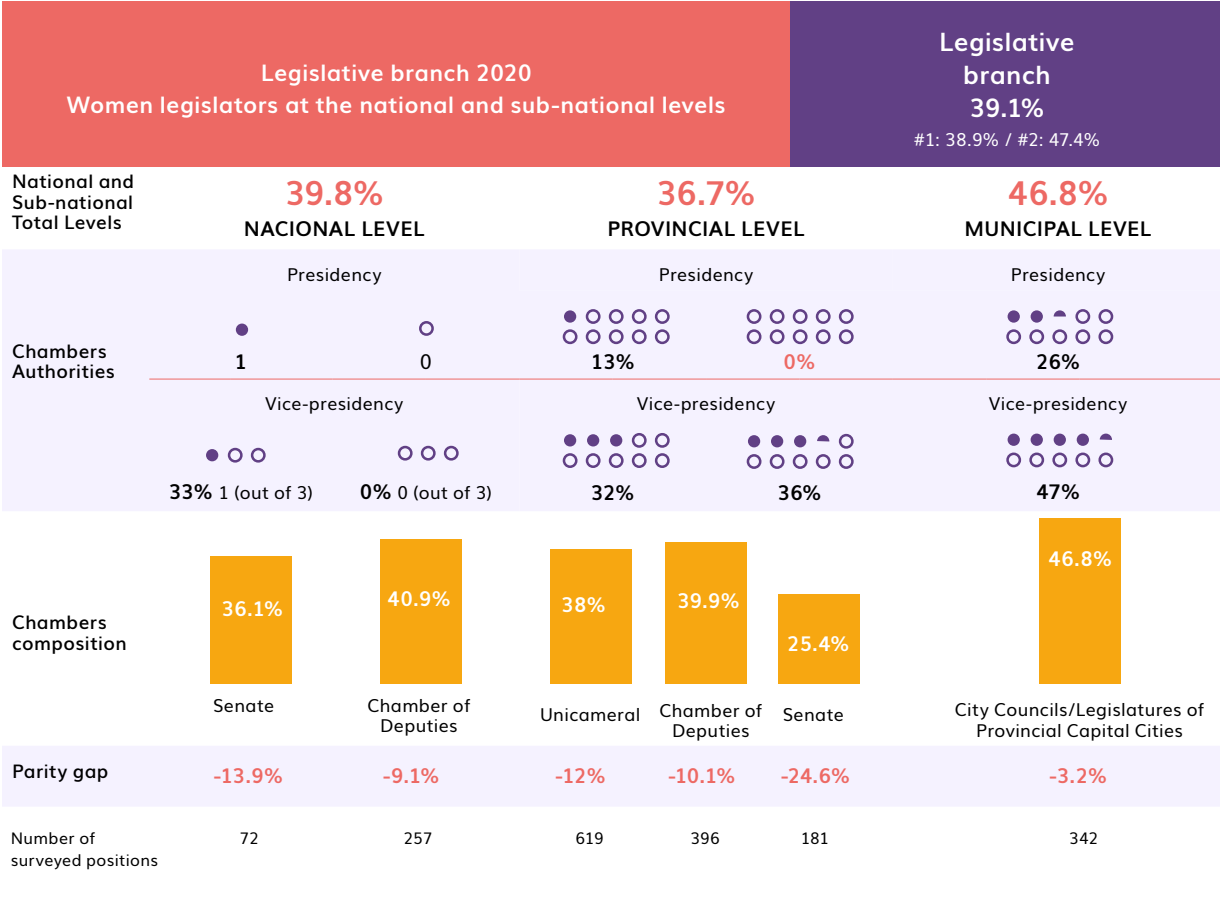 Legislative branch 2020
Women legislators at the national and sub-national levels
Legislative
branch
39.1%
#1: 38.9% / #2: 47.4%
National and
Sub-national
Total Levels
39.8%
NACIONAL LEVEL
36.7%
PROVINCIAL LEVEL
46.8%
MUNICIPAL LEVEL
Chambers
Authorities
Presidency
Presidency
Presidency
1
0
13%
0%
26%
Vice-presidency
Vice-presidency
Vice-presidency
33% 1 (out of 3)
0% 0 (out of 3)
32%
36%
47%
Chambers
composition
36.1%
40.9%
38%
39.9%
25.4%
46.8%
Senate
Chamber of
Deputies
Unicameral
Chamber of
Deputies
Senate
City Councils/Legislatures of
Provincial Capital Cities
Parity gap
-13.9%
-9.1%
-12%
-10.1%
-24.6%
-3.2%
Number of
surveyed positions
72
257
619
396
181
342